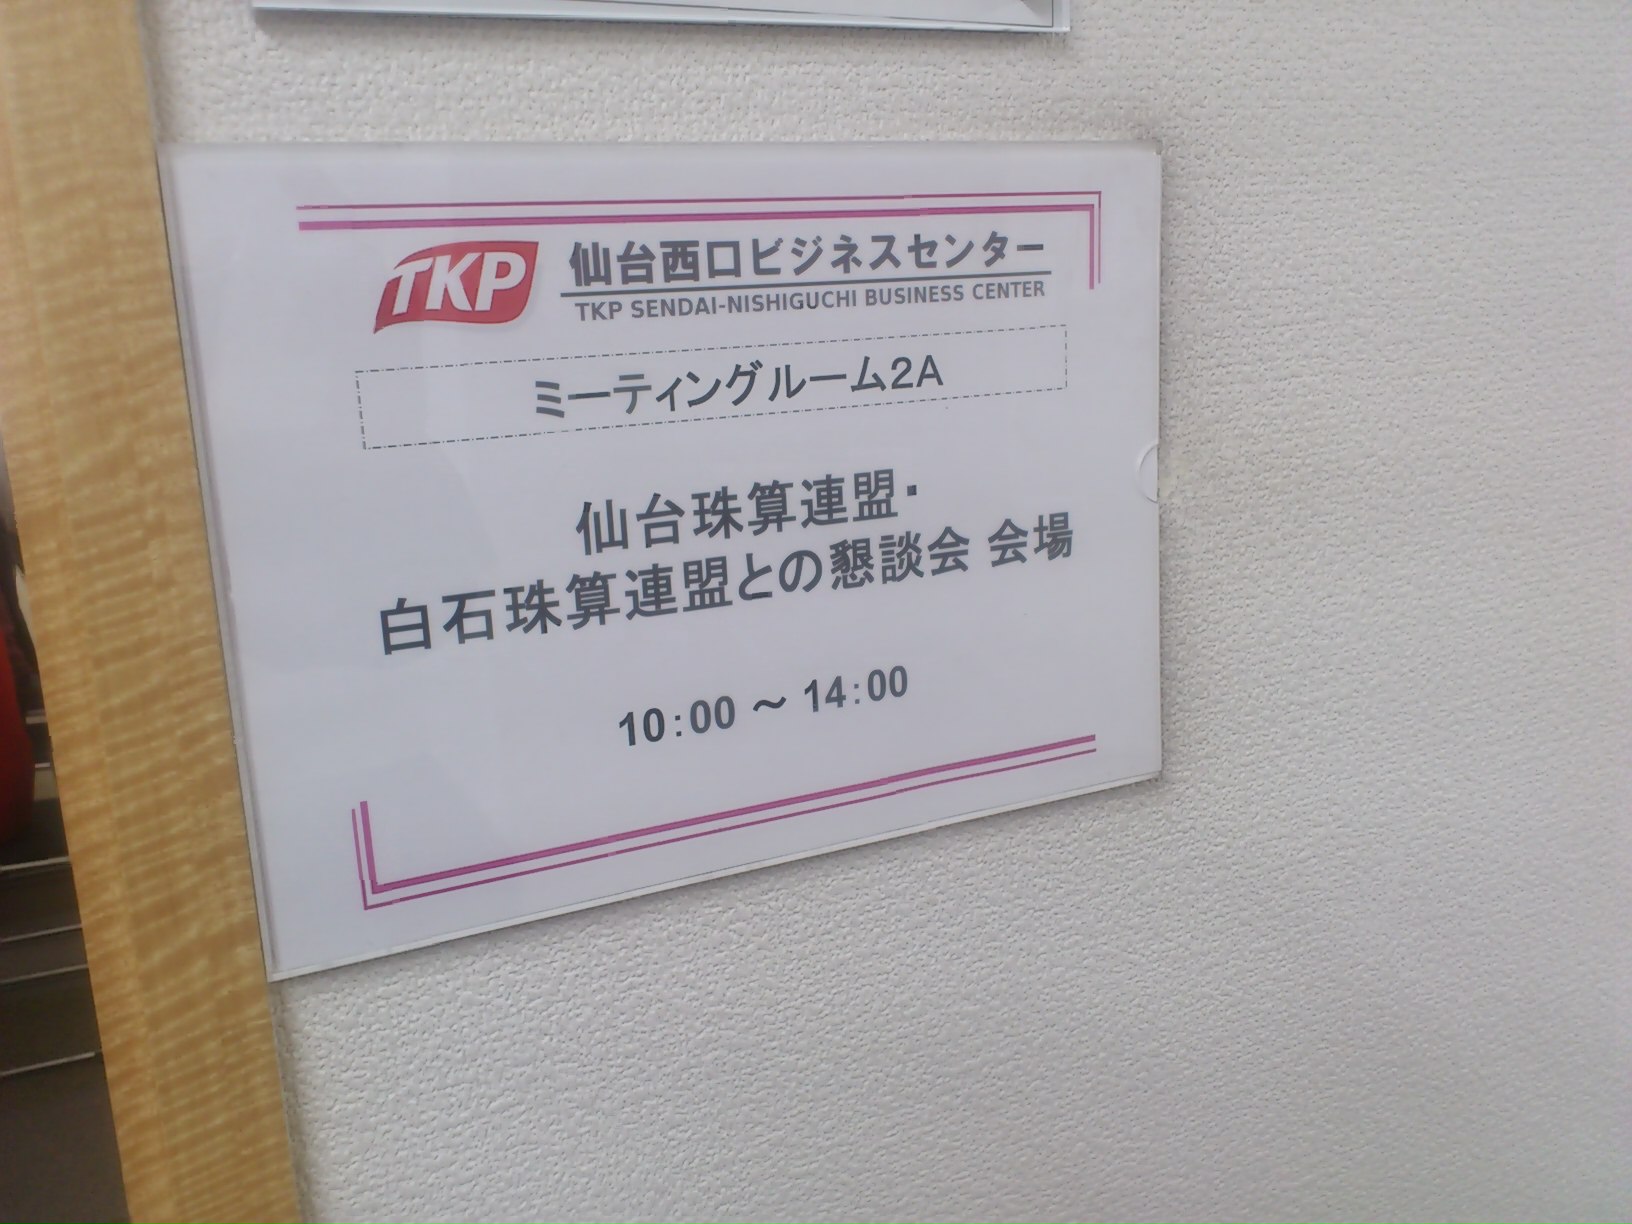 TKP 仙台西口ビジネスセンター
TKP SENDAI-NISHIGUCHI BUSINESS CENTER
ミーティングルーム2A
仙台珠算連盟・
白石珠算連盟との懇談会 会場
10:00 ～ 14:00